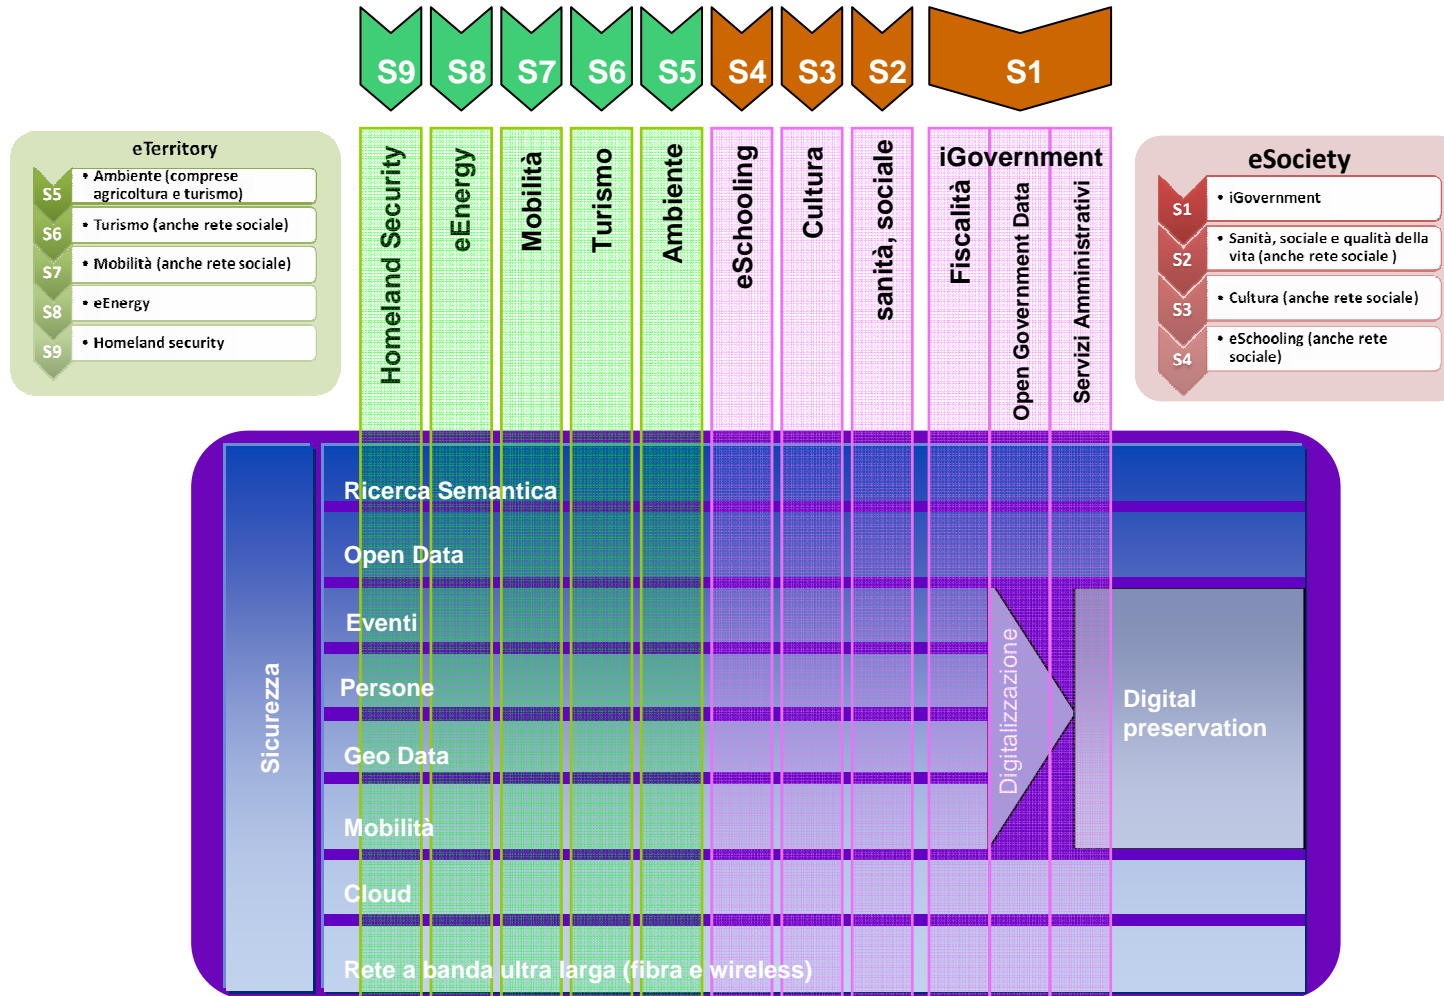 S9
S8
S7
S6
S5
S4
S3
S2
S1
eTerritory
S5
• Ambiente (comprese
agricoltura e turismo)
S6
• Turismo (anche rete sociale)
S7
• Mobilità (anche rete sociale)
S8
• eEnergy
S9
• Homeland security
Homeland Security
eEnergy
Mobilità
Turismo
Ambiente
eSchooling
Cultura
sanità, sociale
iGovernment
Fiscalità
Open Government Data
Servizi Amministrativi
eSociety
S1
• iGovernment
S2
• Sanità, sociale e qualità della
vita (anche rete sociale )
S3
• Cultura (anche rete sociale)
S4
• eSchooling (anche rete
sociale)
Sicurezza
Ricerca Semantica
Open Data
Eventi
Persone
Geo Data
Mobilità
Cloud
Rete a banda ultra larga (fibra e wireless)
Digitalizzazione
Digital
preservation